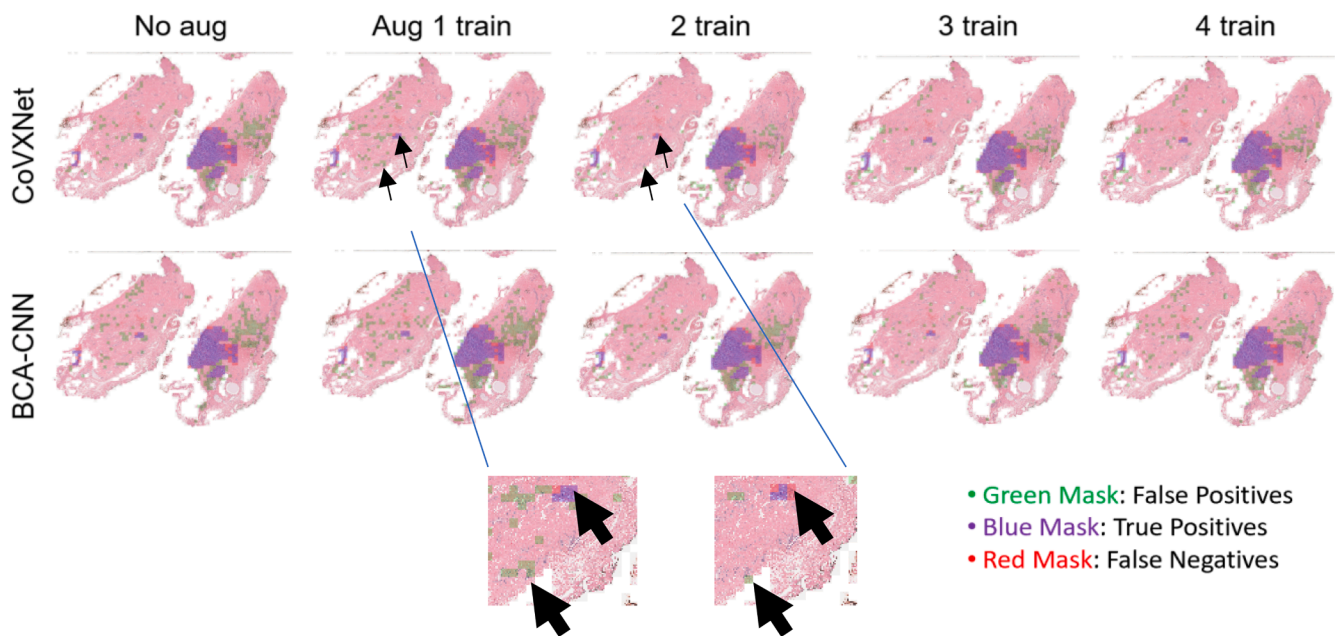 No aug Aug 1 train 2 train 3 train 4 train
CoVXNet
BCA-CNN
• Green Mask: False Positives
• Blue Mask: True Positives
• Red Mask: False Negatives